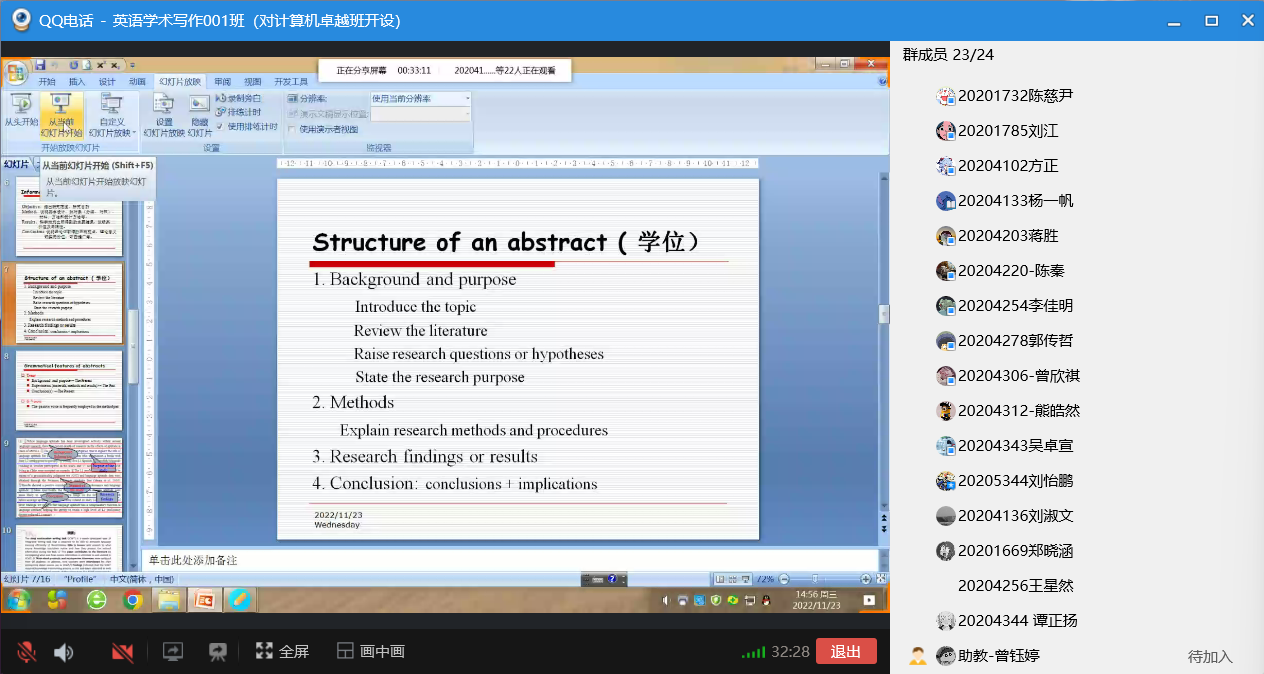 QQ电话 - 英语学术写作001班 (对计算机卓越班开设)
正在分享屏幕 00:33:11 202041......等22人正在观看
开始 插入 设计 动画 幻灯片放映 审阅 视图 开发工具
从头开始
从当前幻灯片开始
自定义幻灯片放映
设置幻灯片放映
隐藏幻灯片
录制旁白
排练计时
使用排练计时
分辨率:
使用当前分辨率
使用演示者视图
开始放映幻灯片
设置
监视器
幻灯片
从当前幻灯片开始 (Shift+F5)
从当前幻灯片开始放映幻灯片。
Structure of an abstract ( 学位）
1. Background and purpose
Introduce the topic
Review the literature
Raise research questions or hypotheses
State the research purpose
2. Methods
Explain research methods and procedures
3. Research findings or results
4. Conclusion: conclusions + implications
2022/11/23
Wednesday
7
Structure of an abstract ( 学位）
8
Grammatical features of abstracts
9
10
单击此处添加备注
幻灯片 7/16 "Profile" 中文(简体，中国)
72%
14:56 周三
2022/11/23
全屏
画中画
32:28
退出
群成员 23/24
20201732陈慈尹
20201785刘江
20204102方正
20204133杨一帆
20204203蒋胜
20204220-陈秦
20204254李佳明
20204278郭传哲
20204306-曾欣祺
20204312-熊皓然
20204343吴卓宣
20205344刘怡鹏
20204136刘淑文
20201669郑晓涵
20204256王星然
20204344 谭正扬
助教-曾钰婷
待加入